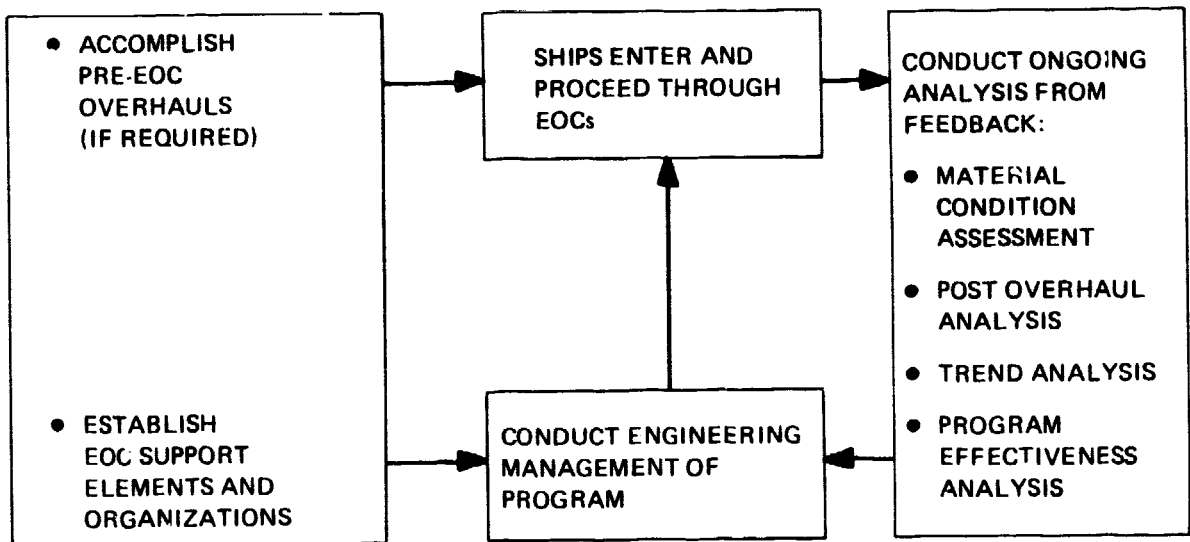 ● ACCOMPLISH
PRE-EOC
OVERHAULS
(IF REQUIRED)
● ESTABLISH
EOC SUPPORT
ELEMENTS AND
ORGANIZATIONS
SHIPS ENTER AND
PROCEED THROUGH
EOCs
CONDUCT ENGINEERING
MANAGEMENT OF
PROGRAM
CONDUCT ONGOING
ANALYSIS FROM
FEEDBACK:
● MATERIAL
CONDITION
ASSESSMENT
● POST OVERHAUL
ANALYSIS
● TREND ANALYSIS
● PROGRAM
EFFECTIVENESS
ANALYSIS